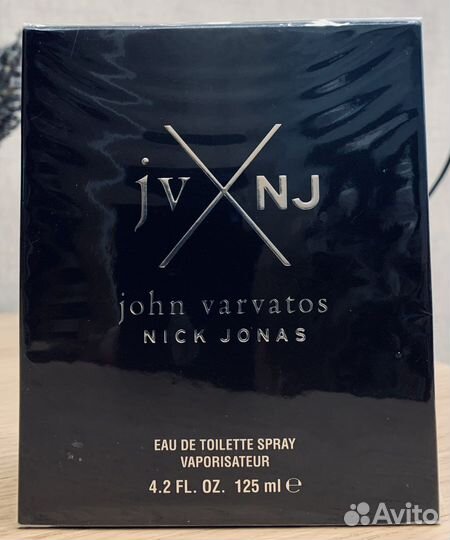 jv X NJ
john varvatos
NICK JONAS
EAU DE TOILETTE SPRAY
VAPORISATEUR
4.2 FL. OZ. 125 ml ℮
Avito